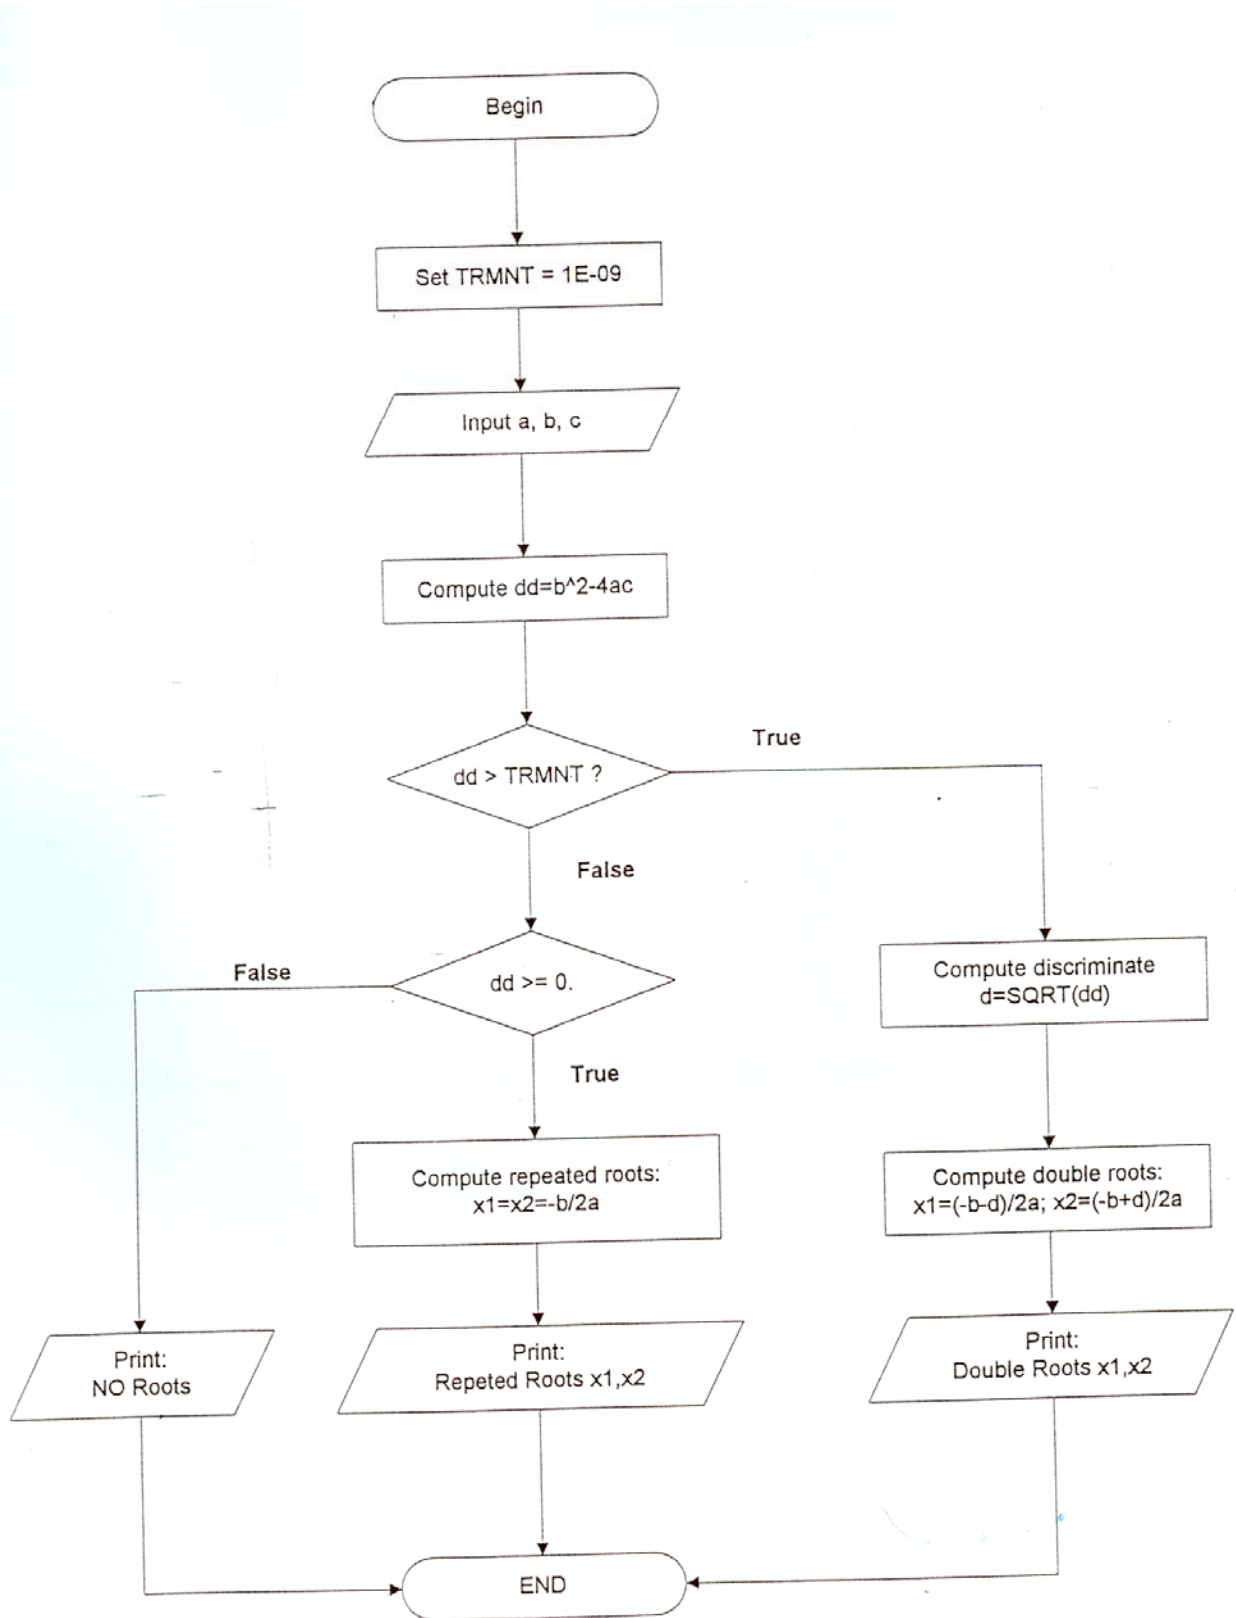 Begin
Set TRMNT = 1E-09
Input a, b, c
Compute dd=b^2-4ac
dd > TRMNT ?
True
False
dd >= 0.
False
True
Compute discriminate
d=SQRT(dd)
Compute repeated roots:
x1=x2=-b/2a
Compute double roots:
x1=(-b-d)/2a; x2=(-b+d)/2a
Print:
NO Roots
Print:
Repeted Roots x1,x2
Print:
Double Roots x1,x2
END